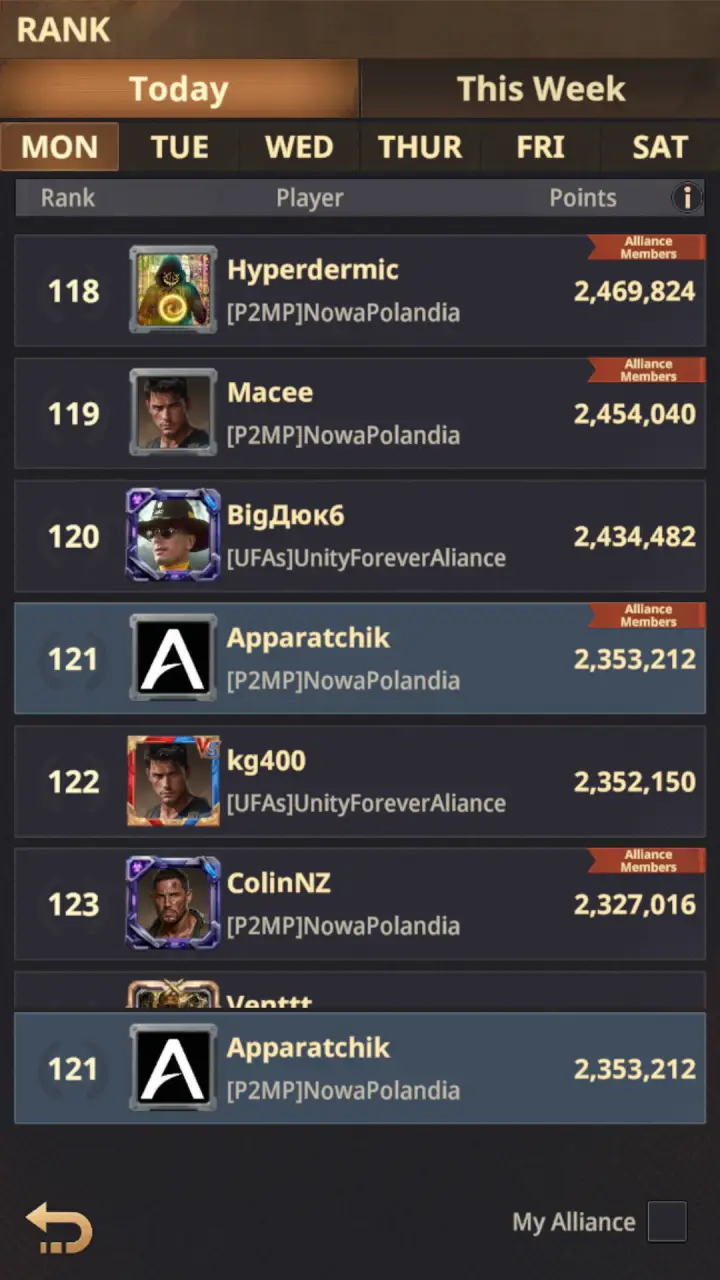 RANK
Today
This Week
MON
TUE
WED
THUR
FRI
SAT
Rank
Player
Points
i
Alliance
Members
118
Hyperdermic
[P2MP]NowaPolandia
2,469,824
Alliance
Members
119
Macee
[P2MP]NowaPolandia
2,454,040
120
BigДюк6
[UFAs]UnityForeverAliance
2,434,482
Alliance
Members
121
Apparatchik
[P2MP]NowaPolandia
2,353,212
VS
122
kg400
[UFAs]UnityForeverAliance
2,352,150
Alliance
Members
123
ColinNZ
[P2MP]NowaPolandia
2,327,016
Venttt
121
Apparatchik
[P2MP]NowaPolandia
2,353,212
My Alliance